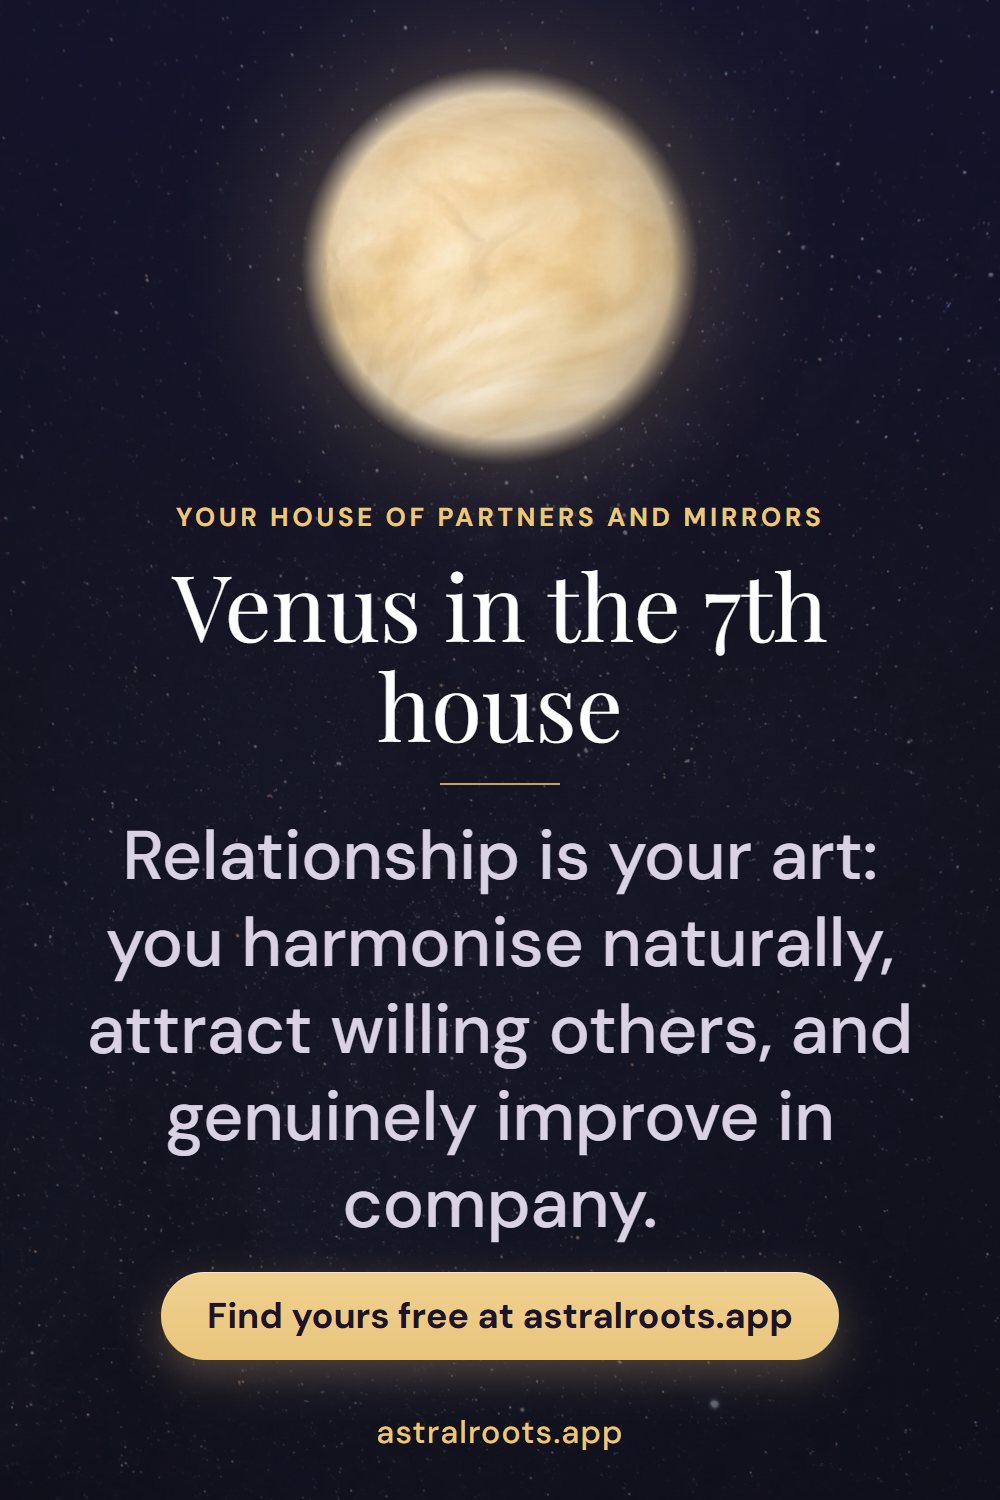 YOUR HOUSE OF PARTNERS AND MIRRORS
Venus in the 7th
house
Relationship is your art:
you harmonise naturally,
attract willing others, and
genuinely improve in
company.
Find yours free at astralroots.app
astralroots.app